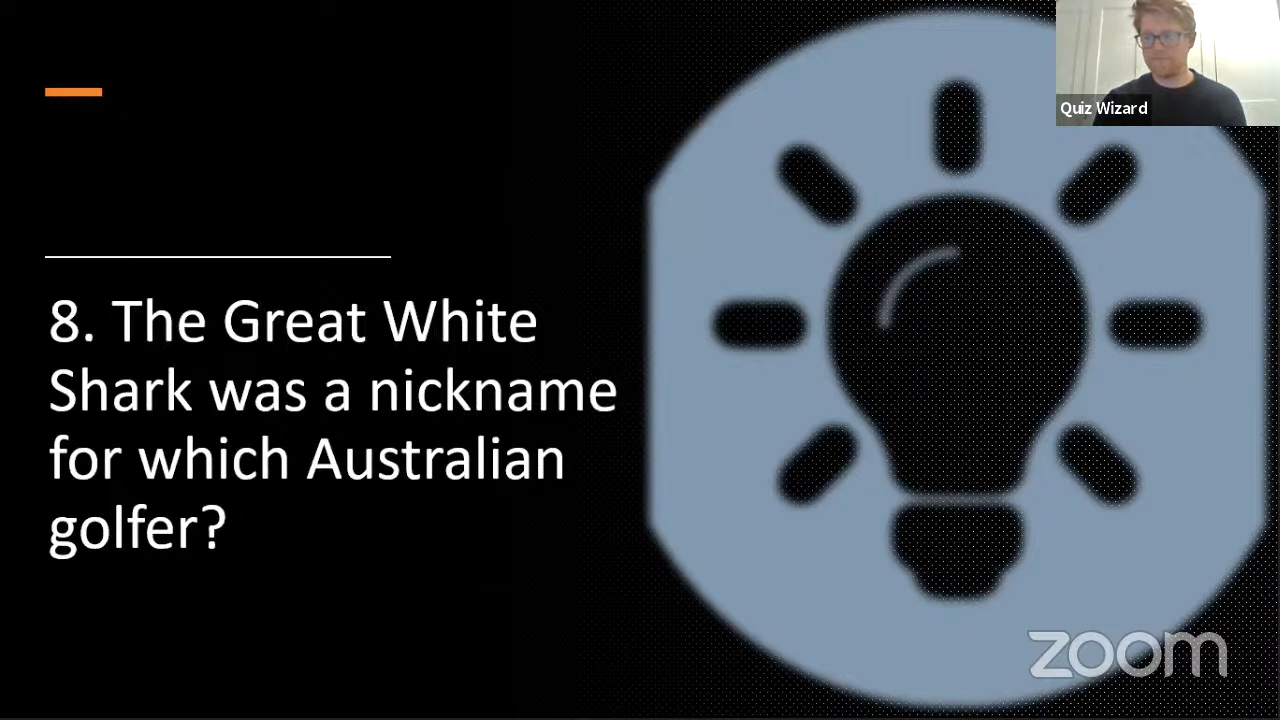 Quiz Wizard
8. The Great White
Shark was a nickname
for which Australian
golfer?
zoom